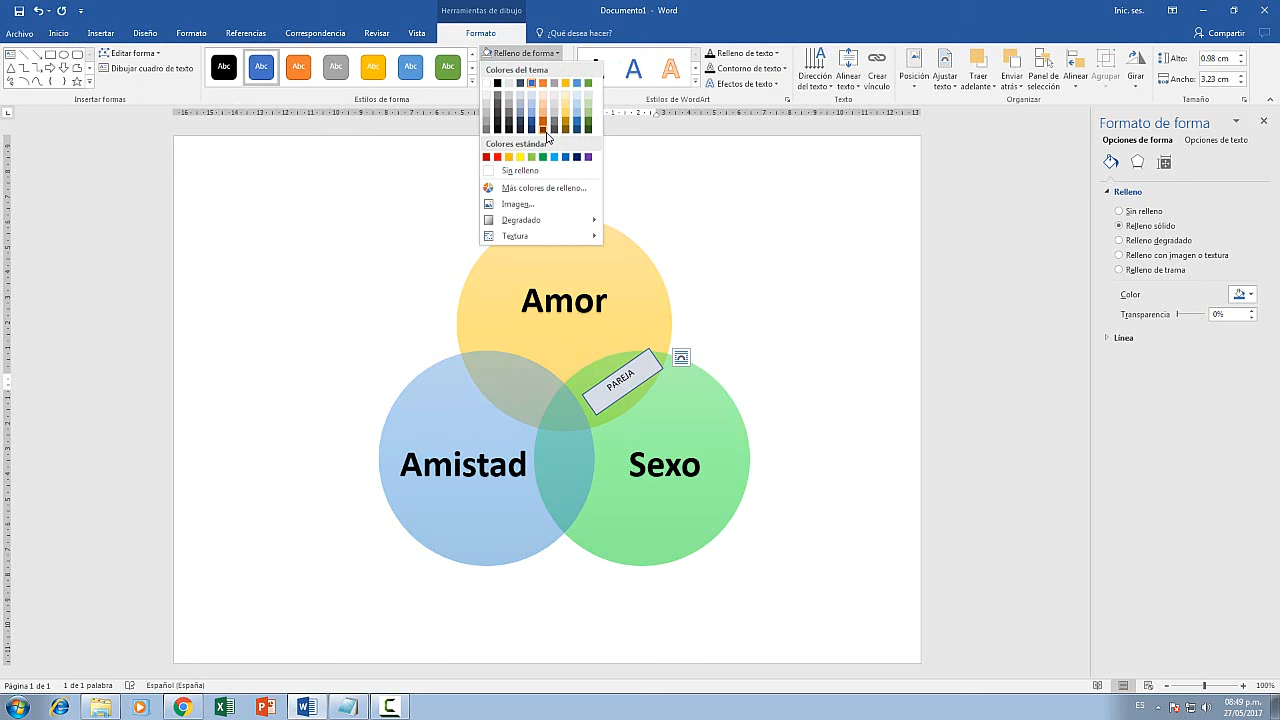 Herramientas de dibujo
Documento1 - Word
Inic. ses.
Archivo
Inicio
Insertar
Diseño
Formato
Referencias
Correspondencia
Revisar
Vista
Formato
¿Qué desea hacer?
Compartir
Editar forma
Dibujar cuadro de texto
Insertar formas
Abc
Abc
Abc
Abc
Abc
Abc
Abc
Estilos de forma
Relleno de forma
Colores del tema
Colores estándar
Sin relleno
Más colores de relleno...
Imagen...
Degradado
Textura
A
A
Relleno de texto
Contorno de texto
Efectos de texto
Estilos de WordArt
Dirección del texto
Alinear texto
Crear vínculo
Texto
Posición
Traer adelante
Enviar atrás
Panel de selección
Alinear
Agrupar
Girar
Organizar
Alto:
0.98 cm
Ancho:
3.23 cm
Tamaño
Formato de forma
Opciones de forma
Relleno
Sin relleno
Relleno sólido
Relleno degradado
Relleno con imagen o textura
Relleno de trama
Color
Transparencia
0%
Línea
Amor
PAREJA
Amistad
Sexo
Página 1 de 1
1 de 1 palabra
Español (España)
100%
ES
08:49 p.m.
27/05/2017